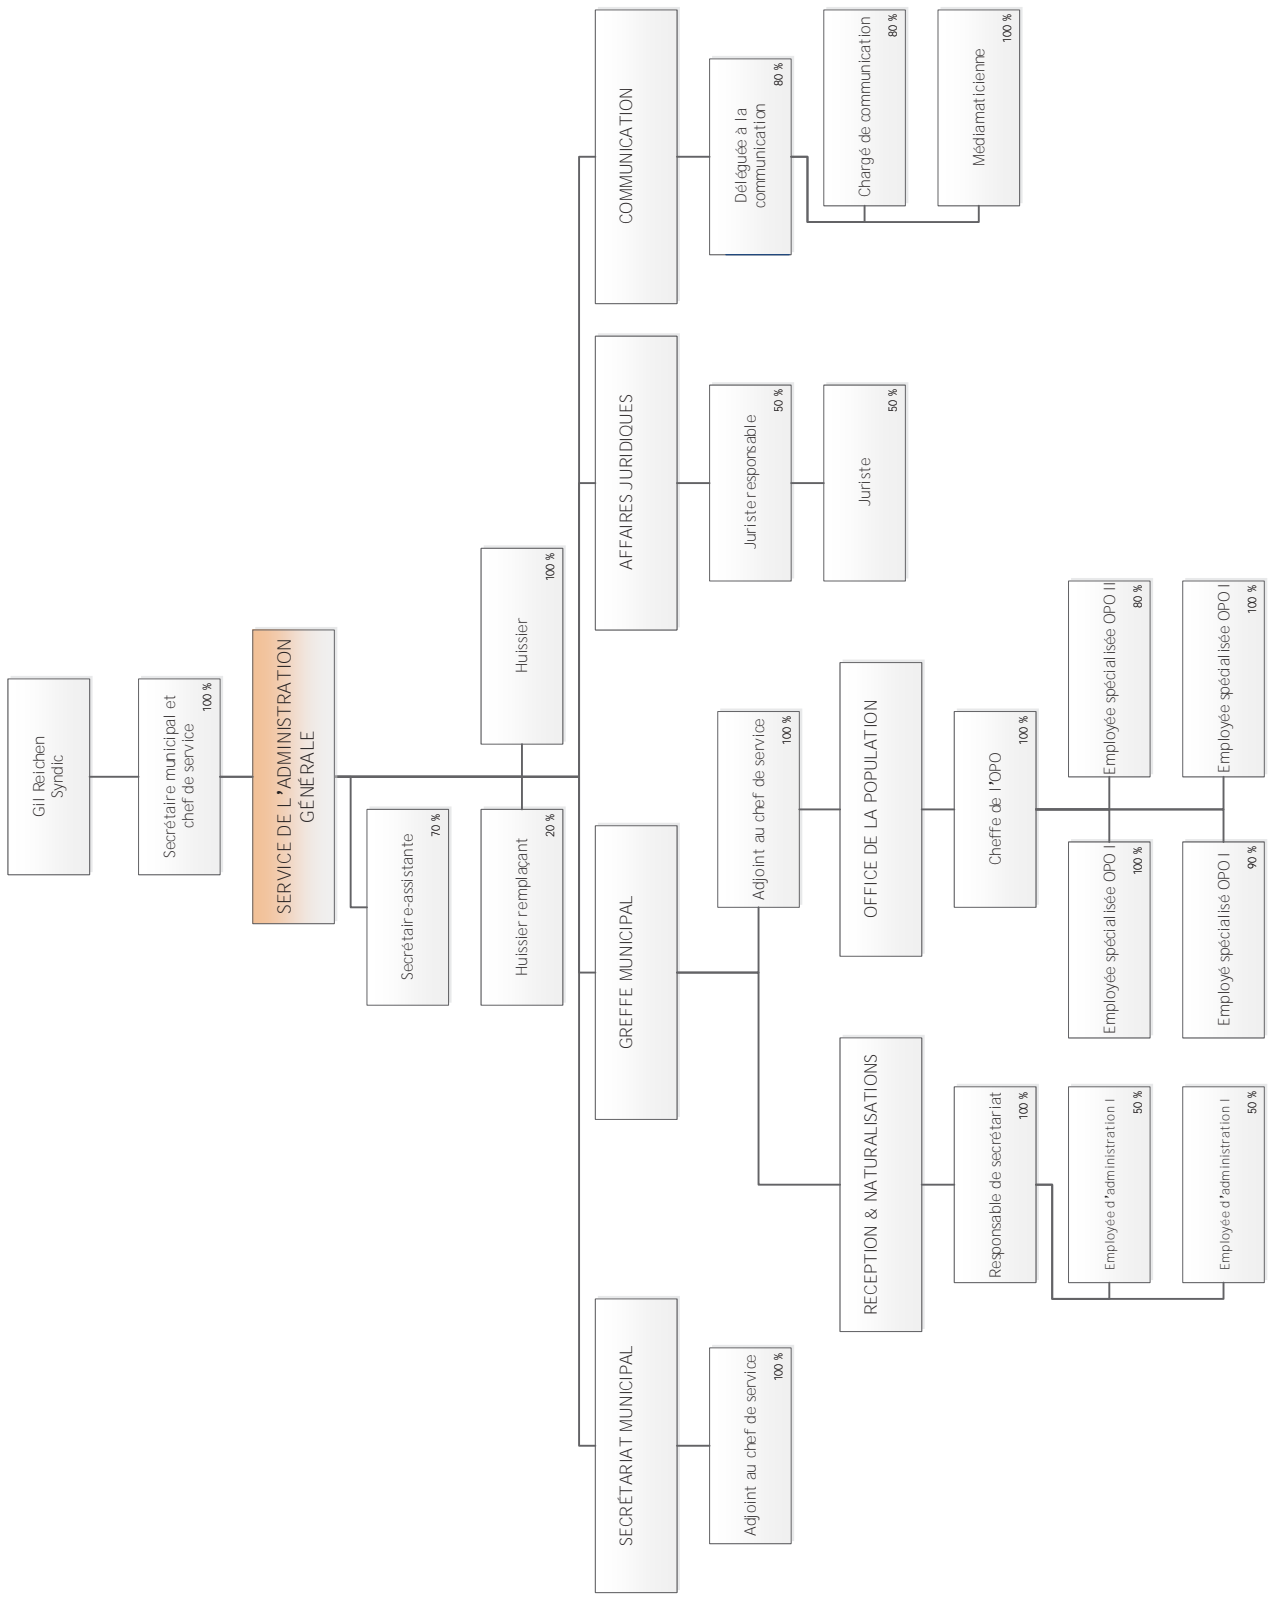 Gil Reichen
Syndic
Secrétaire municipal et
chef de service
100 %
SERVICE DE L’ADMINISTRATION
GÉNÉRALE
Secrétaire-assistante
70 %
Huissier remplaçant
20 %
Huissier
100 %
SECRÉTARIAT MUNICIPAL
Adjoint au chef de service
100 %
GREFFE MUNICIPAL
Adjoint au chef de service
100 %
RECEPTION & NATURALISATIONS
Responsable de secrétariat
100 %
Employée d’administration I
50 %
Employée d’administration I
50 %
OFFICE DE LA POPULATION
Cheffe de l’OPO
100 %
Employée spécialisée OPO I
100 %
Employée spécialisée OPO II
80 %
Employé spécialisé OPO I
90 %
Employée spécialisée OPO I
100 %
AFFAIRES JURIDIQUES
Juriste responsable
50 %
Juriste
50 %
COMMUNICATION
Déléguée à la
communication
80 %
Chargé de communication
80 %
Médiamaticienne
100 %